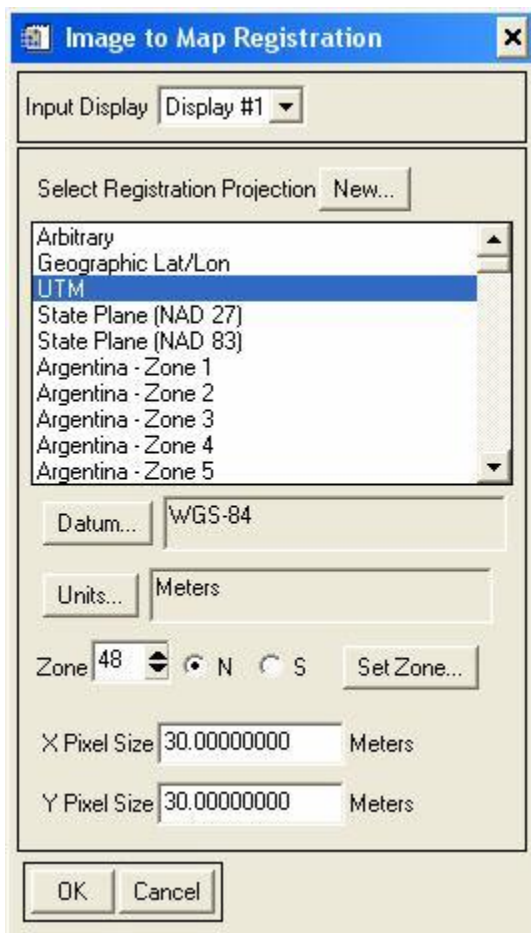 Image to Map Registration
Input Display Display #1
Select Registration Projection New...
Arbitrary
Geographic Lat/Lon
UTM
State Plane (NAD 27)
State Plane (NAD 83)
Argentina - Zone 1
Argentina - Zone 2
Argentina - Zone 3
Argentina - Zone 4
Argentina - Zone 5
Datum... WGS-84
Units... Meters
Zone 48 N S Set Zone...
X Pixel Size 30.00000000 Meters
Y Pixel Size 30.00000000 Meters
OK Cancel